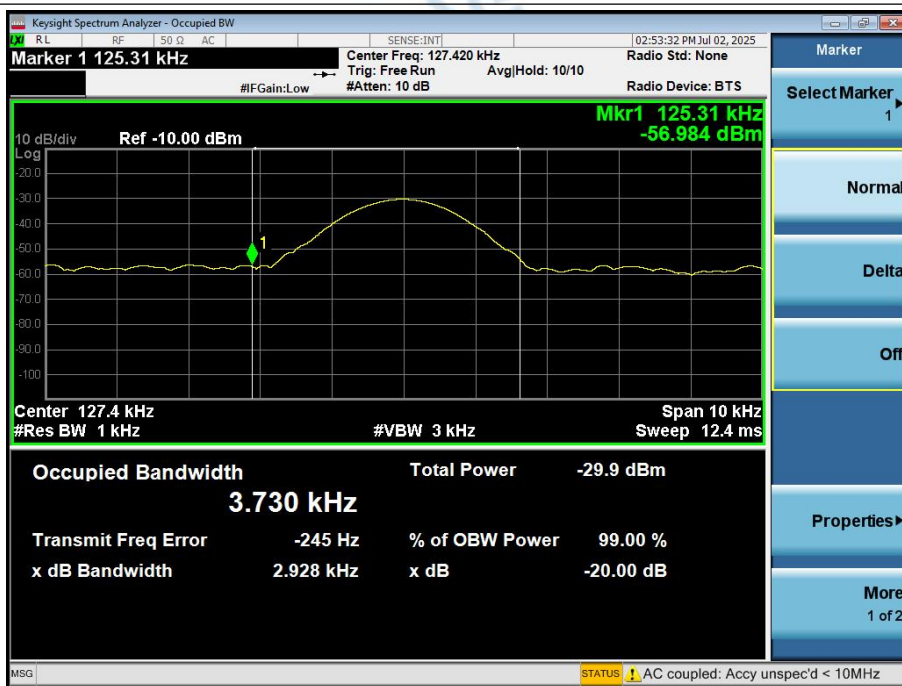 Keysight Spectrum Analyzer - Occupied BW
LXI RL RF 50 Ω AC SENSE:INT 02:53:32 PM Jul 02, 2025
Marker 1 125.31 kHz
Center Freq: 127.420 kHz Radio Std: None
Trig: Free Run Avg|Hold: 10/10
#IFGain:Low #Atten: 10 dB Radio Device: BTS
Mkr1 125.31 kHz
-56.984 dBm
10 dB/div Ref -10.00 dBm
Log
-20.0
-30.0
-40.0
-50.0
-60.0
-70.0
-80.0
-90.0
-100
1
Center 127.4 kHz Span 10 kHz
#Res BW 1 kHz #VBW 3 kHz Sweep 12.4 ms
Occupied Bandwidth Total Power -29.9 dBm
3.730 kHz
Transmit Freq Error -245 Hz % of OBW Power 99.00 %
x dB Bandwidth 2.928 kHz x dB -20.00 dB
Marker
Select Marker
1
Normal
Delta
Off
Properties
More
1 of 2
MSG STATUS AC coupled: Accy unspec'd < 10MHz